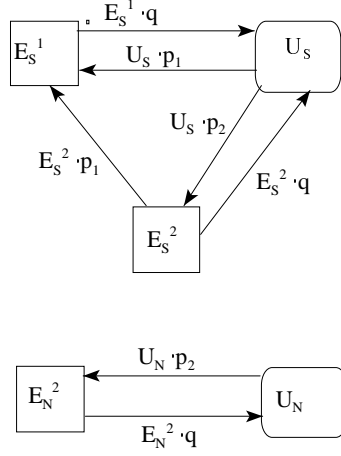 E_S^1 ·q
E_S^1
U_S
U_S ·p_1
U_S ·p_2
E_S^2 ·p_1
E_S^2 ·q
E_S^2
U_N ·p_2
E_N^2
U_N
E_N^2 ·q